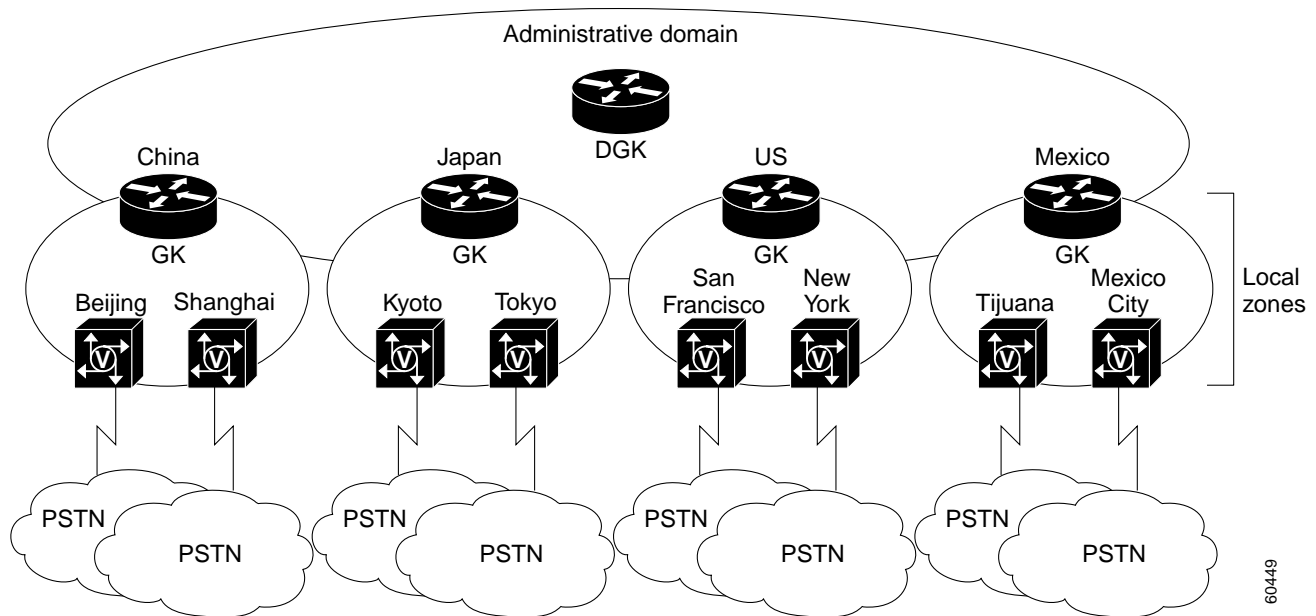 Administrative domain
DGK
China
Japan
US
Mexico
GK
GK
GK
GK
Local
zones
Beijing
Shanghai
Kyoto
Tokyo
San
Francisco
New
York
Tijuana
Mexico
City
V
V
V
V
V
V
V
V
PSTN
PSTN
PSTN
PSTN
PSTN
PSTN
PSTN
PSTN
60449